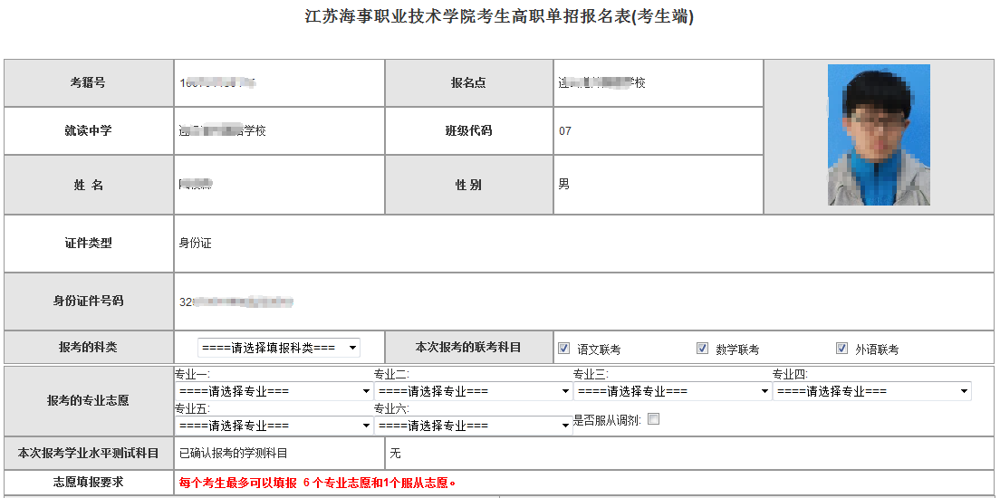 江苏海事职业技术学院考生高职单招报名表(考生端)
考籍号 报名点 学校
就读中学 学校 班级代码 07
姓 名 性 别 男
证件类型 身份证
身份证件号码 32
报考的科类 ====请选择填报科类=== 本次报考的联考科目 语文联考 数学联考 外语联考
专业一: 专业二: 专业三: 专业四:
报考的专业志愿 ====请选择专业=== ====请选择专业=== ====请选择专业=== ====请选择专业===
专业五: 专业六:
====请选择专业=== ====请选择专业=== 是否服从调剂:
本次报考学业水平测试科目 已确认报考的学测科目 无
志愿填报要求 每个考生最多可以填报 6个专业志愿和1个服从志愿。